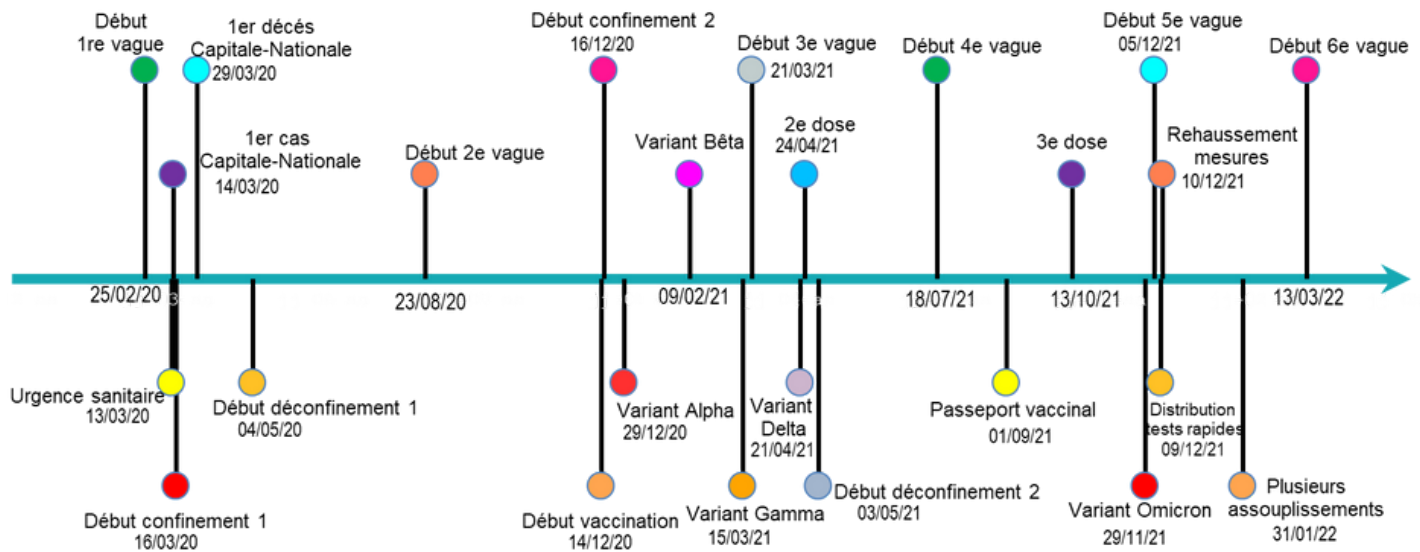 Début
1re vague
25/02/20
1er décés
Capitale-Nationale
29/03/20
1er cas
Capitale-Nationale
14/03/20
Début 2e vague
23/08/20
Début confinement 2
16/12/20
Variant Bêta
09/02/21
Début 3e vague
21/03/21
2e dose
24/04/21
Début 4e vague
18/07/21
3e dose
13/10/21
Début 5e vague
05/12/21
Rehaussement
mesures
10/12/21
Début 6e vague
13/03/22
Urgence sanitaire
13/03/20
Début confinement 1
16/03/20
Début déconfinement 1
04/05/20
Début vaccination
14/12/20
Variant Alpha
29/12/20
Variant Gamma
15/03/21
Variant
Delta
21/04/21
Début déconfinement 2
03/05/21
Passeport vaccinal
01/09/21
Variant Omicron
29/11/21
Distribution
tests rapides
09/12/21
Plusieurs
assouplissements
31/01/22